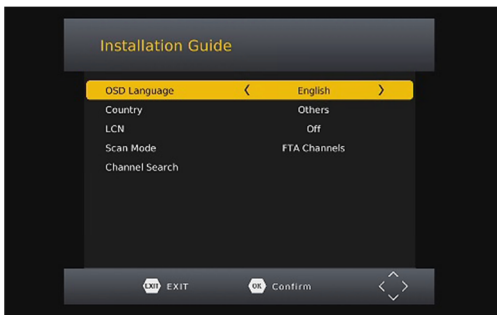 Installation Guide
OSD Language < English >
Country Others
LCN Off
Scan Mode FTA Channels
Channel Search
EXIT EXIT OK Confirm